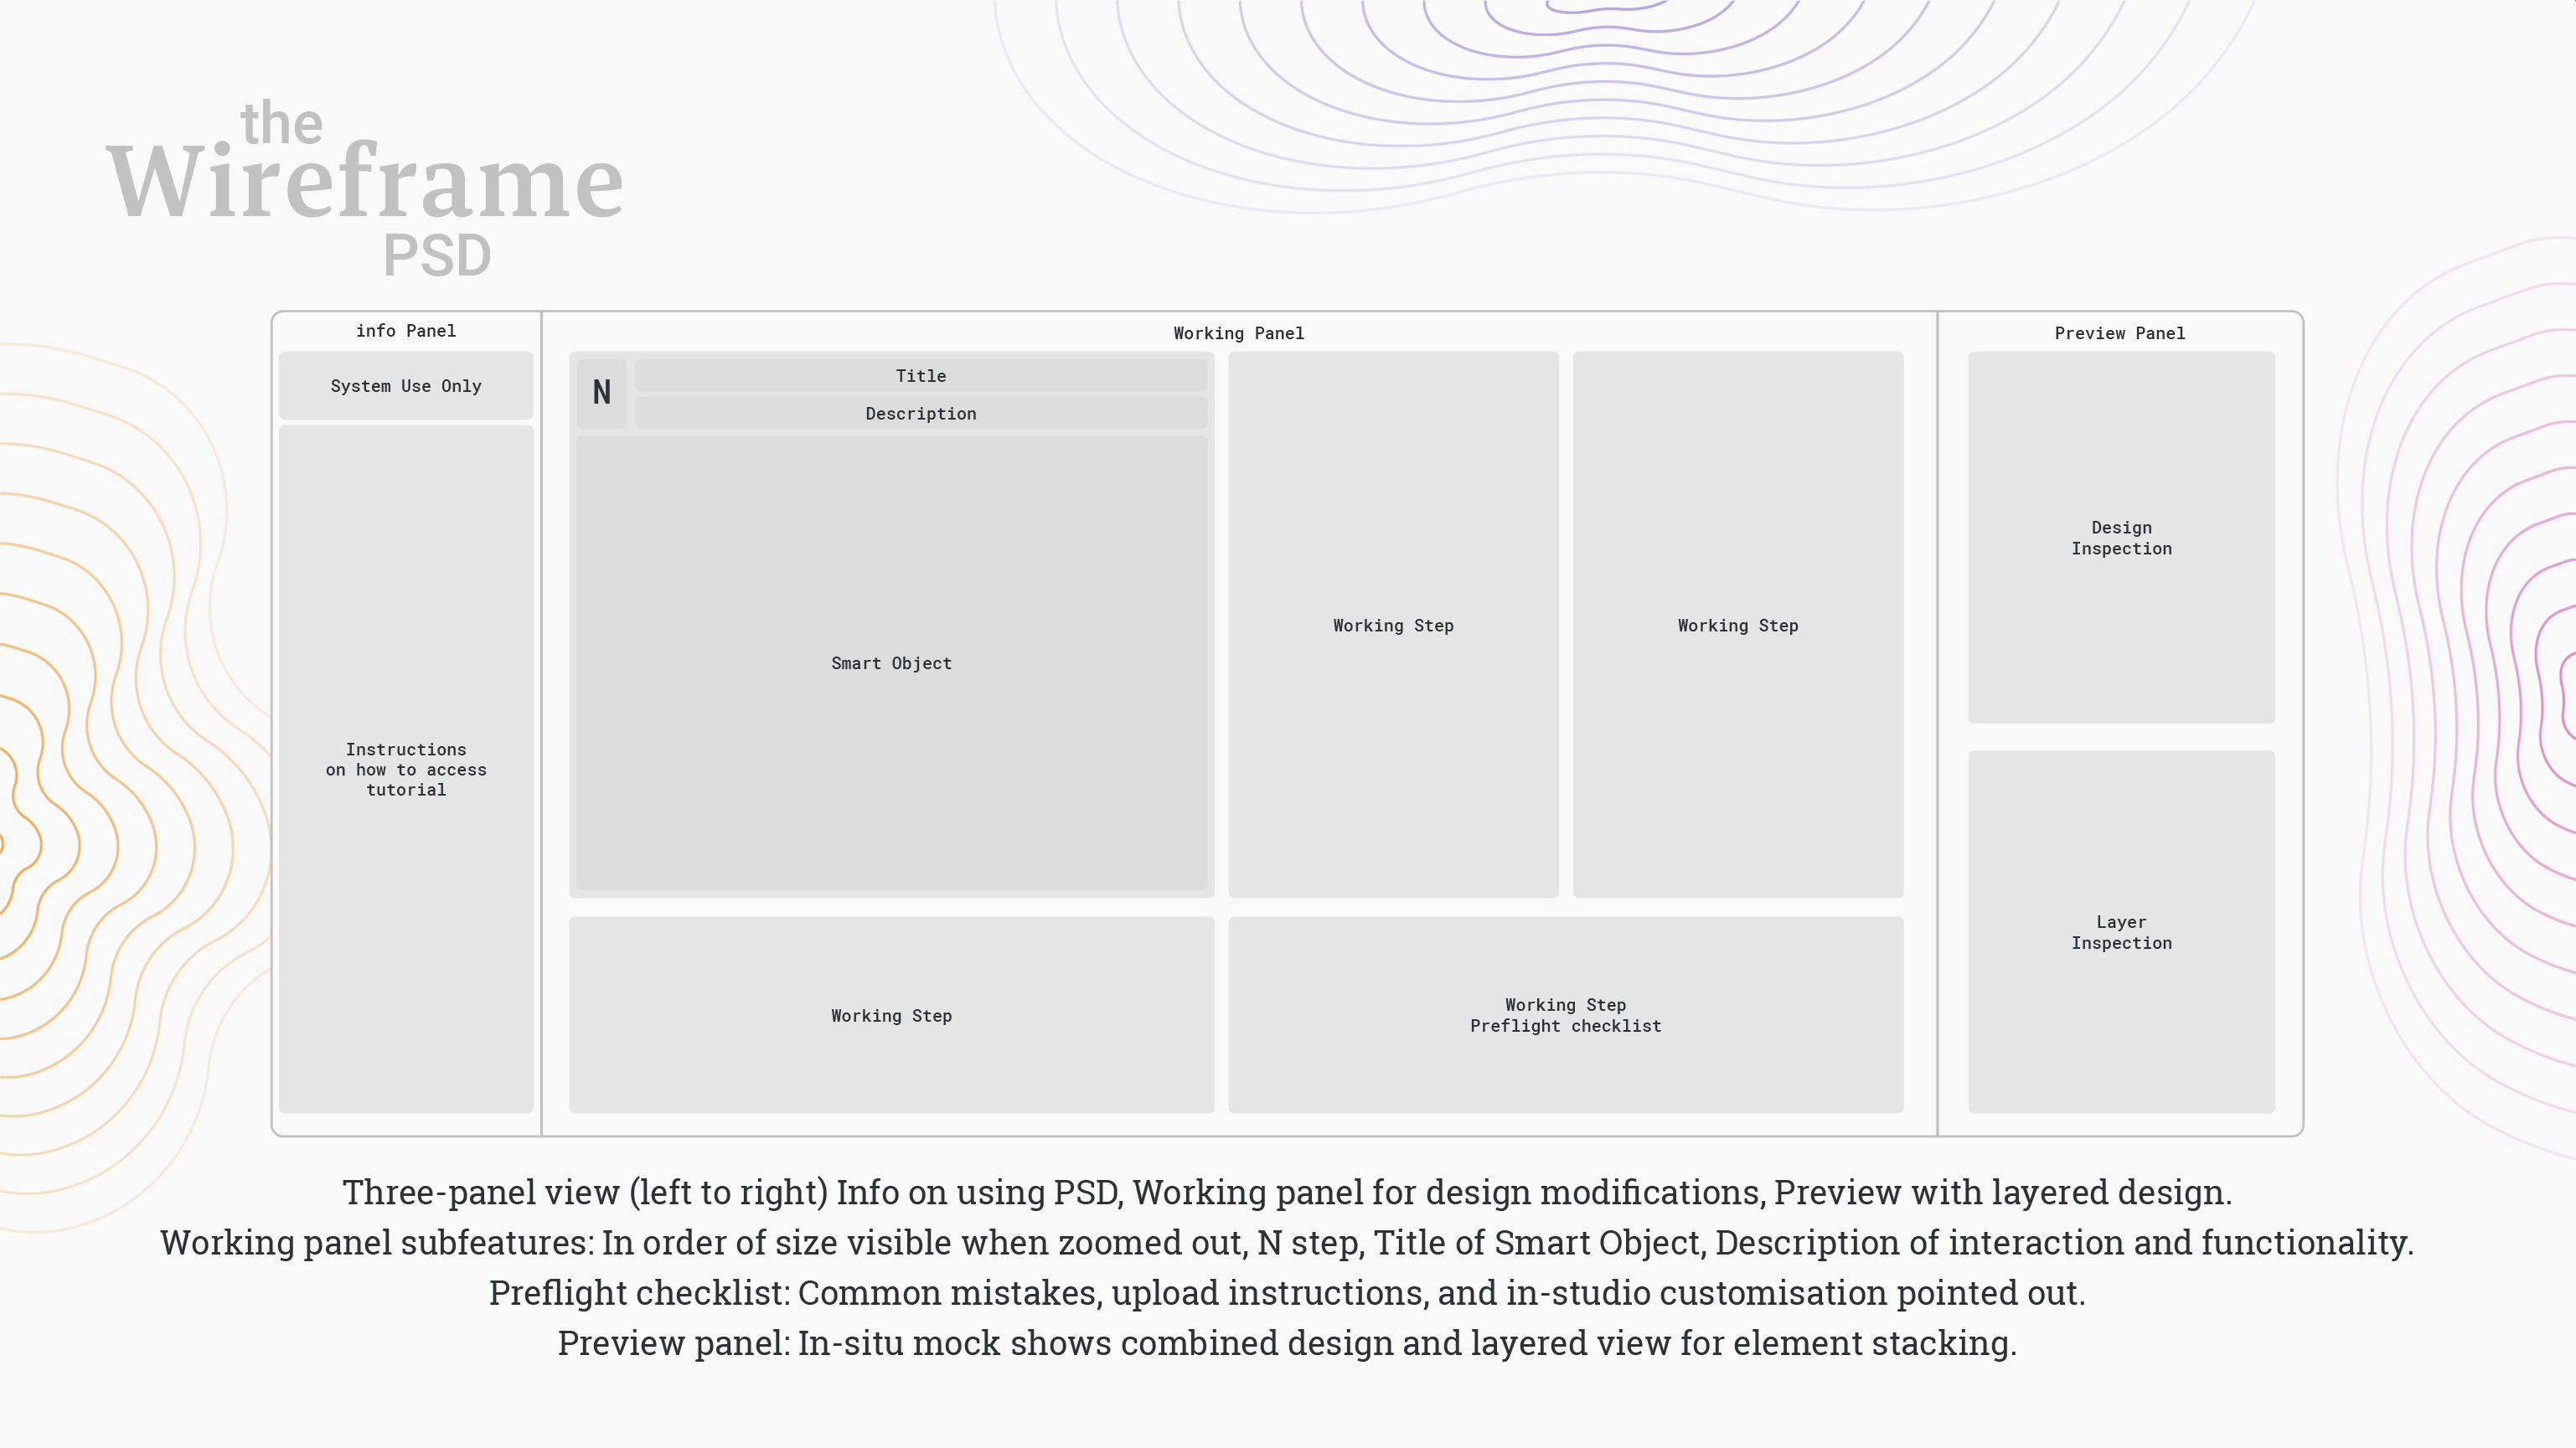 the
Wireframe
PSD
info Panel
System Use Only
Instructions
on how to access
tutorial
Working Panel
N
Title
Description
Smart Object
Working Step
Working Step
Working Step
Working Step
Preflight checklist
Preview Panel
Design
Inspection
Layer
Inspection
Three-panel view (left to right) Info on using PSD, Working panel for design modifications, Preview with layered design.
Working panel subfeatures: In order of size visible when zoomed out, N step, Title of Smart Object, Description of interaction and functionality.
Preflight checklist: Common mistakes, upload instructions, and in-studio customisation pointed out.
Preview panel: In-situ mock shows combined design and layered view for element stacking.